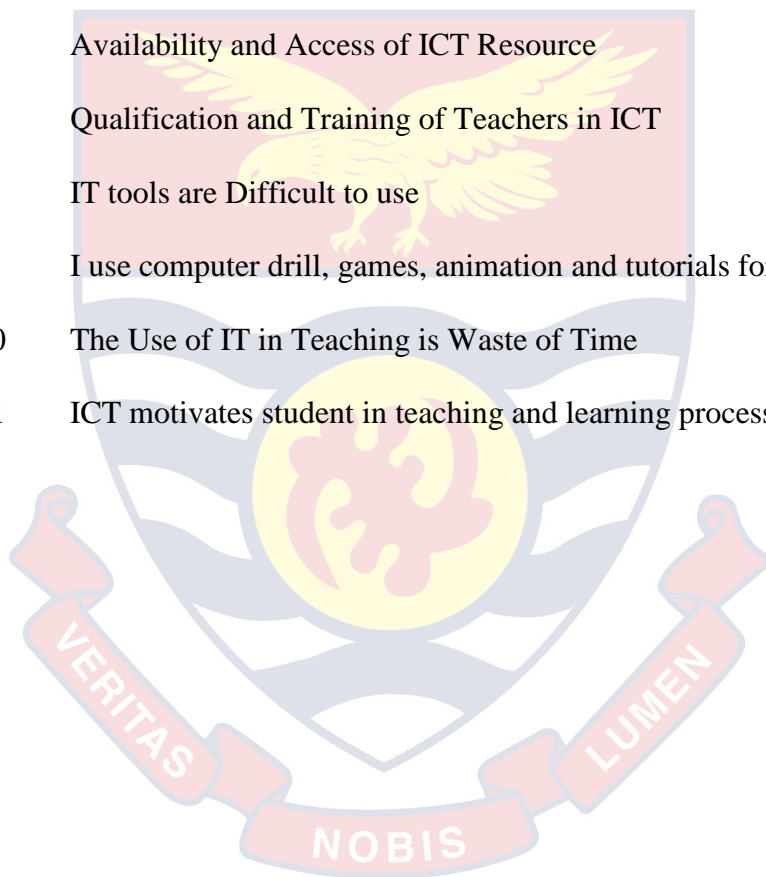 Availability and Access of ICT Resource
Qualification and Training of Teachers in ICT
IT tools are Difficult to use
I use computer drill, games, animation and tutorials for
0 The Use of IT in Teaching is Waste of Time
1 ICT motivates student in teaching and learning process
VERITAS
NOBIS
LUMEN